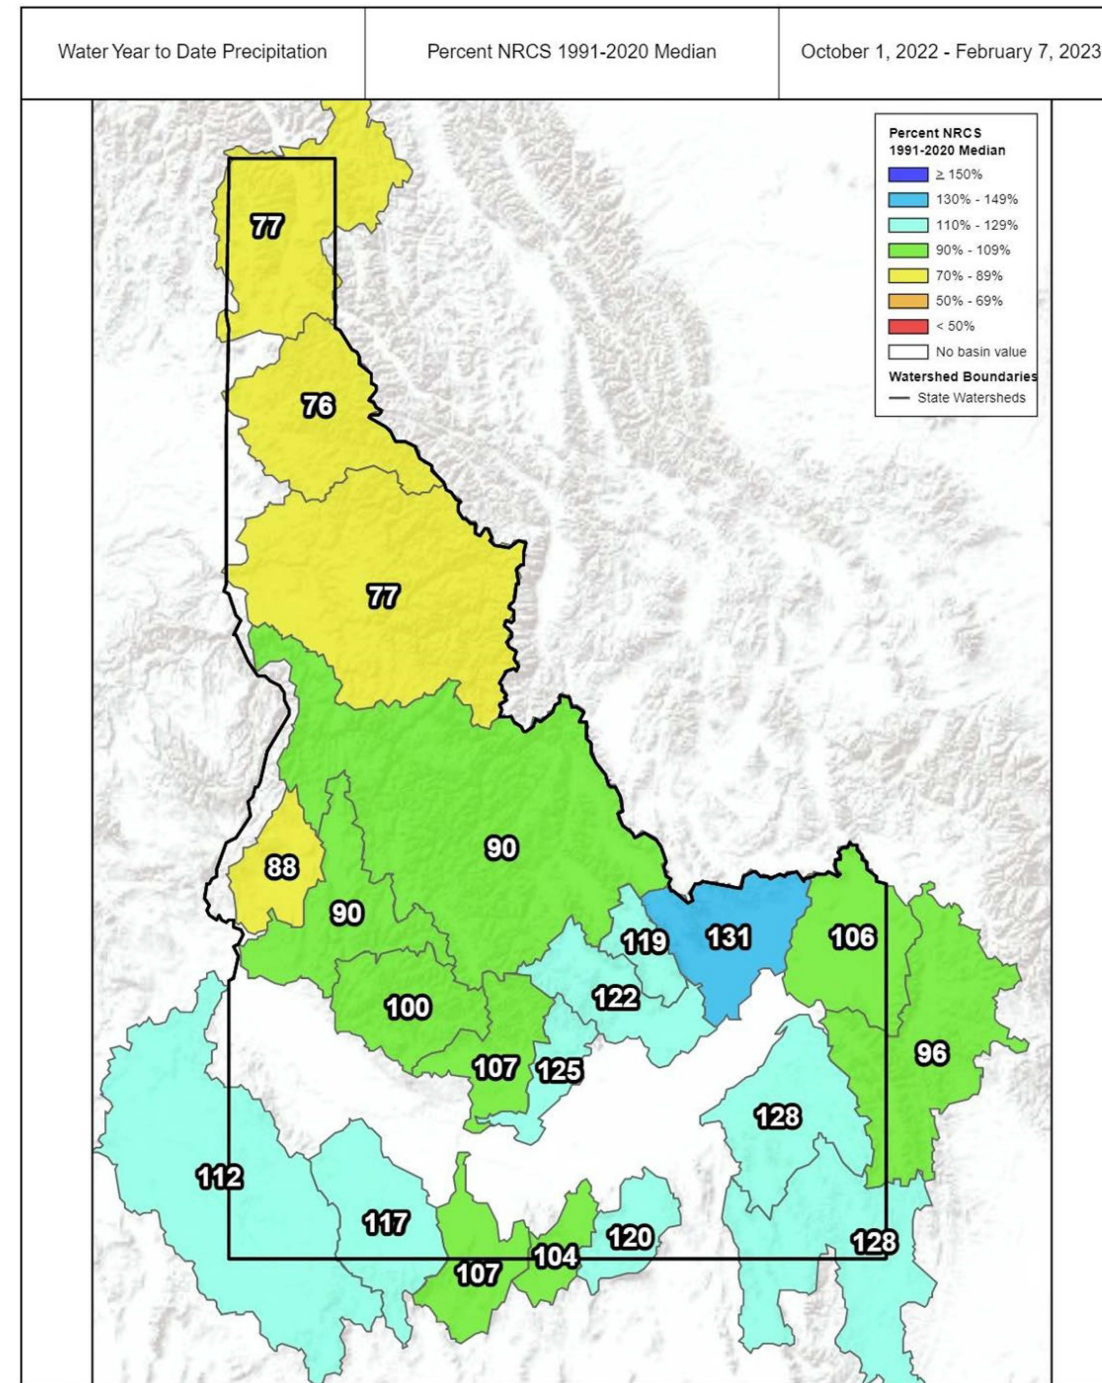 Water Year to Date Precipitation
Percent NRCS 1991-2020 Median
October 1, 2022 - February 7, 2023
Percent NRCS
1991-2020 Median
≥ 150%
130% - 149%
110% - 129%
90% - 109%
70% - 89%
50% - 69%
< 50%
No basin value
Watershed Boundaries
State Watersheds
77
76
77
90
88
90
119
131
106
122
100
96
107
125
128
112
117
120
128
104
107